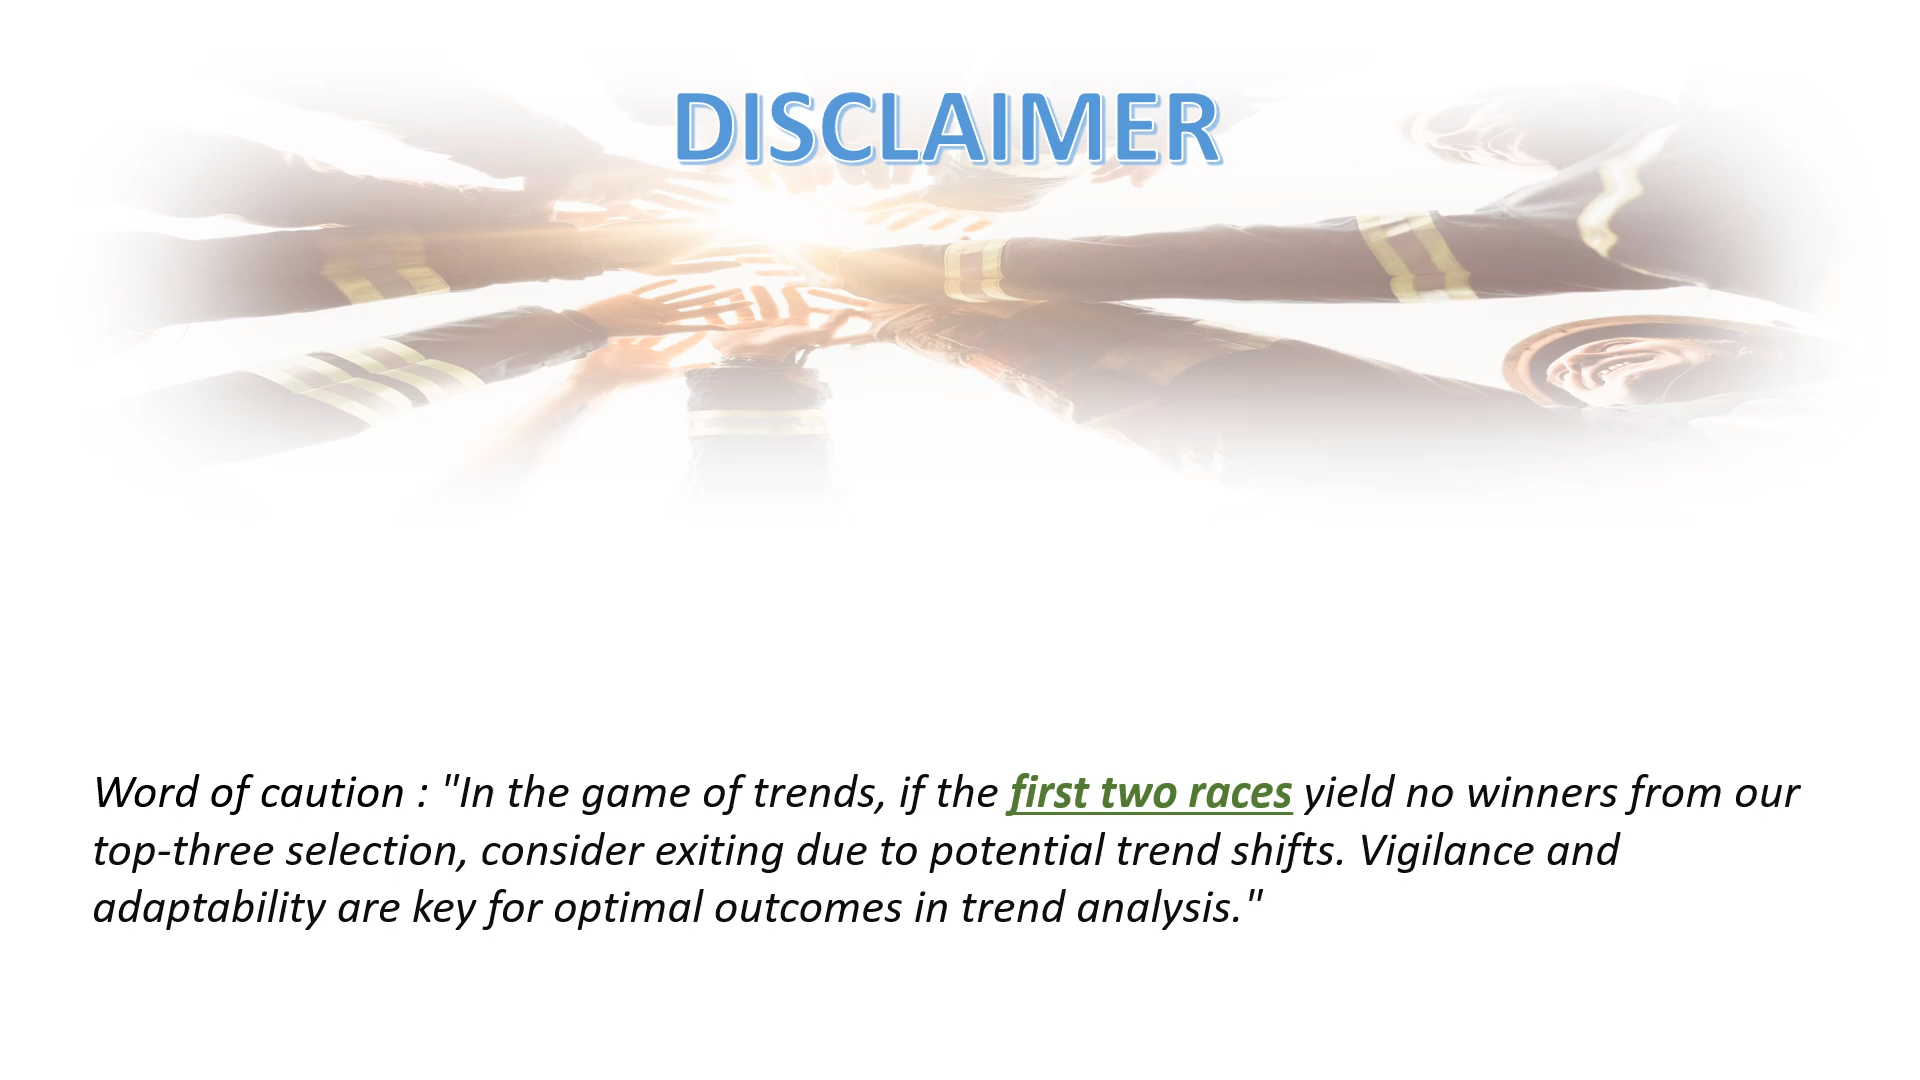 DISCLAIMER
Word of caution : "In the game of trends, if the first two races yield no winners from our
top-three selection, consider exiting due to potential trend shifts. Vigilance and
adaptability are key for optimal outcomes in trend analysis."